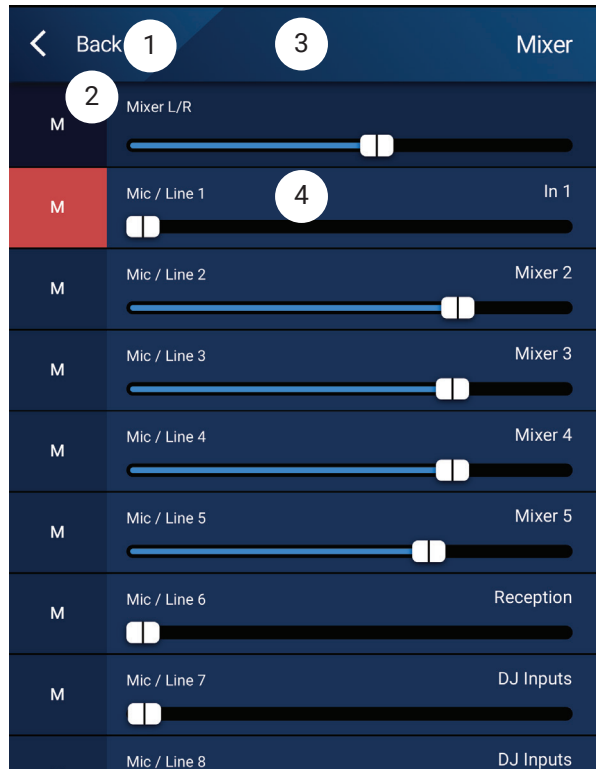 Back 1 3 Mixer
2
M Mixer L/R
M Mic / Line 1 4 In 1
M Mic / Line 2 Mixer 2
M Mic / Line 3 Mixer 3
M Mic / Line 4 Mixer 4
M Mic / Line 5 Mixer 5
M Mic / Line 6 Reception
M Mic / Line 7 DJ Inputs
Mic / Line 8 DJ Inputs